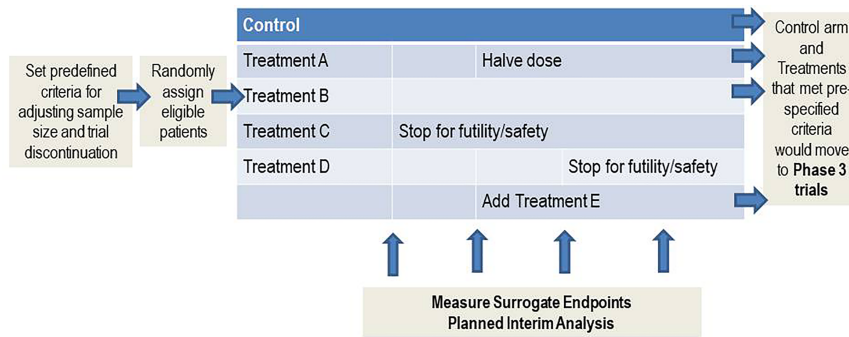 Set predefined
criteria for
adjusting sample
size and trial
discontinuation
Randomly
assign
eligible
patients
Control
Treatment A
Halve dose
Treatment B
Treatment C
Stop for futility/safety
Treatment D
Stop for futility/safety
Add Treatment E
Control arm
and
Treatments
that met pre-
specified
criteria
would move
to Phase 3
trials
Measure Surrogate Endpoints
Planned Interim Analysis